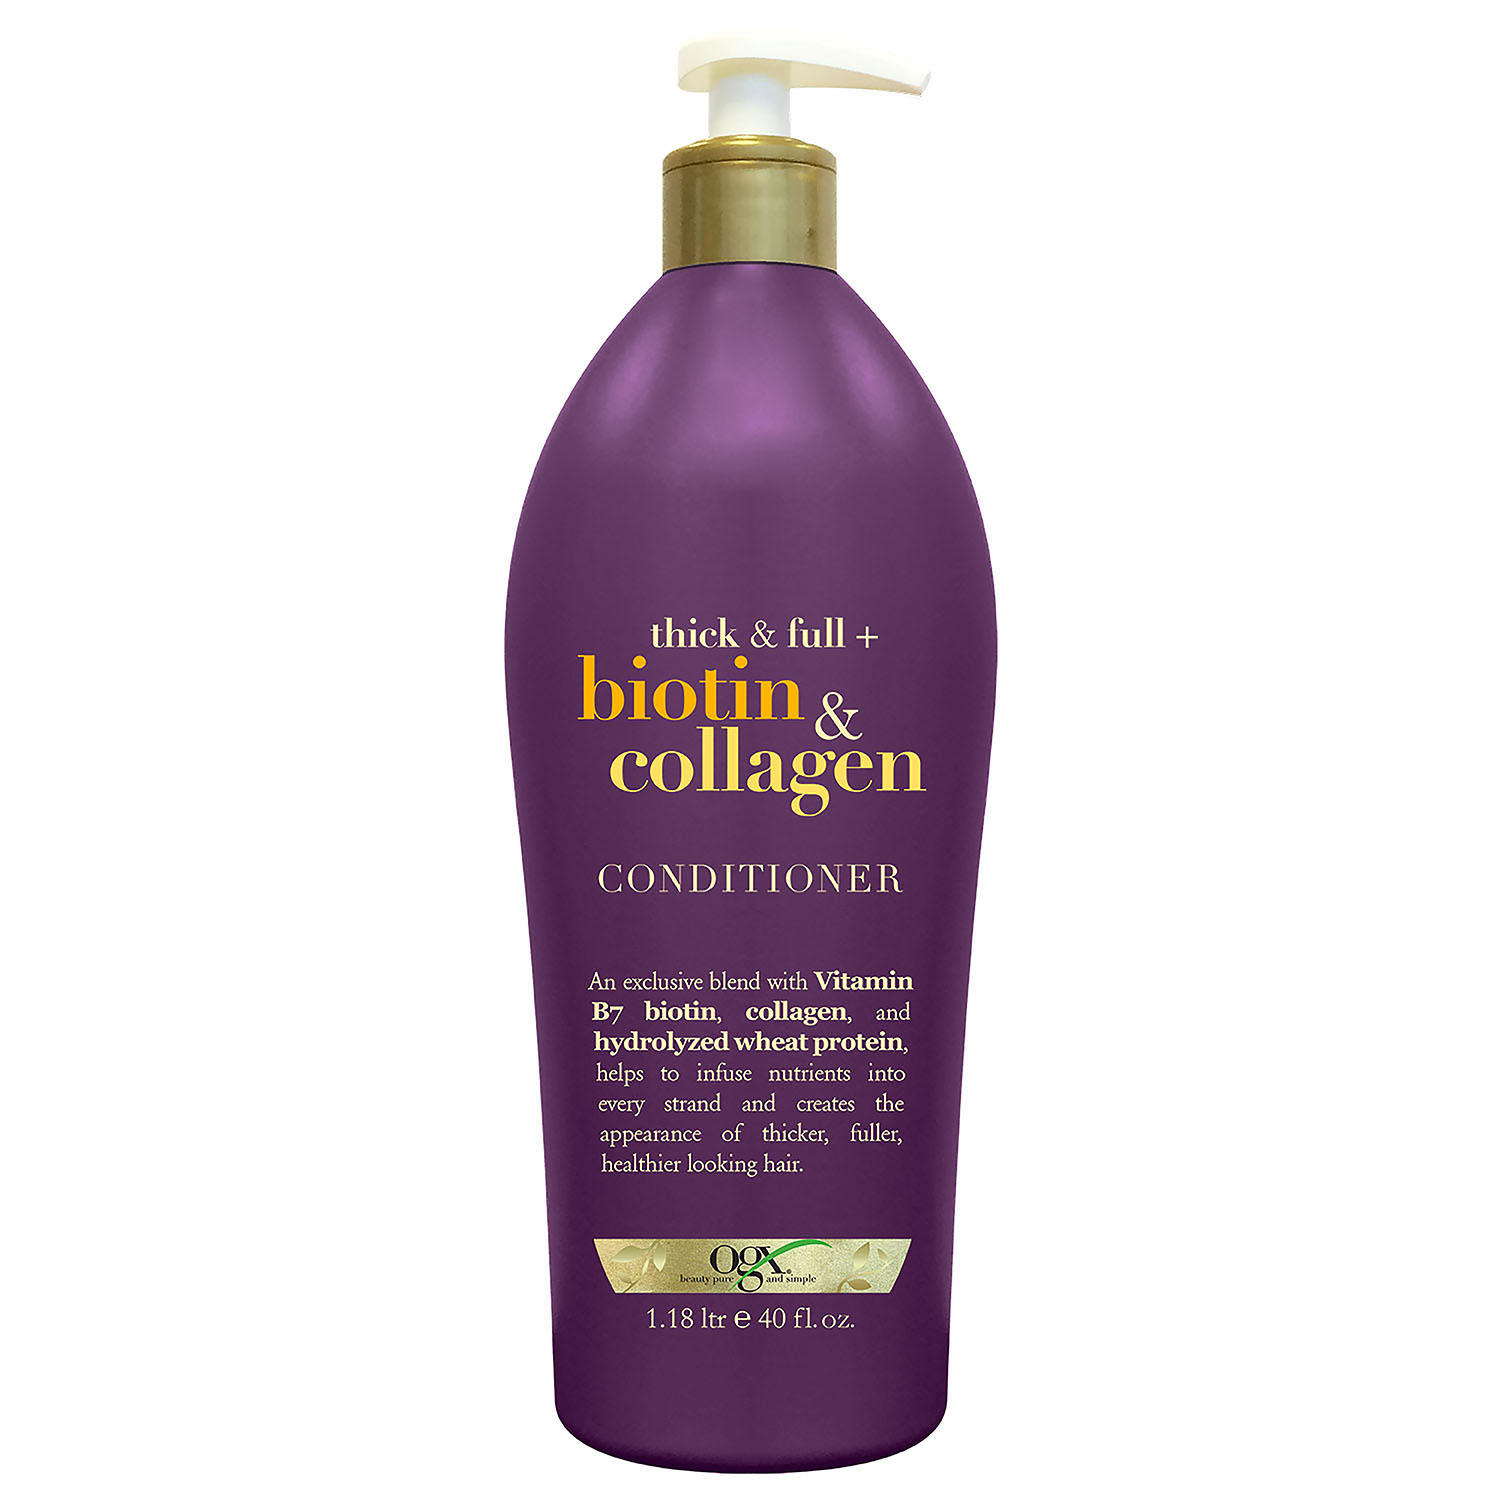 thick & full +
biotin &
collagen
CONDITIONER
An exclusive blend with Vitamin
B7 biotin, collagen, and
hydrolyzed wheat protein,
helps to infuse nutrients into
every strand and creates the
appearance of thicker, fuller,
healthier looking hair.
ogx®
beauty pure and simple
1.18 ltr e 40 fl. oz.